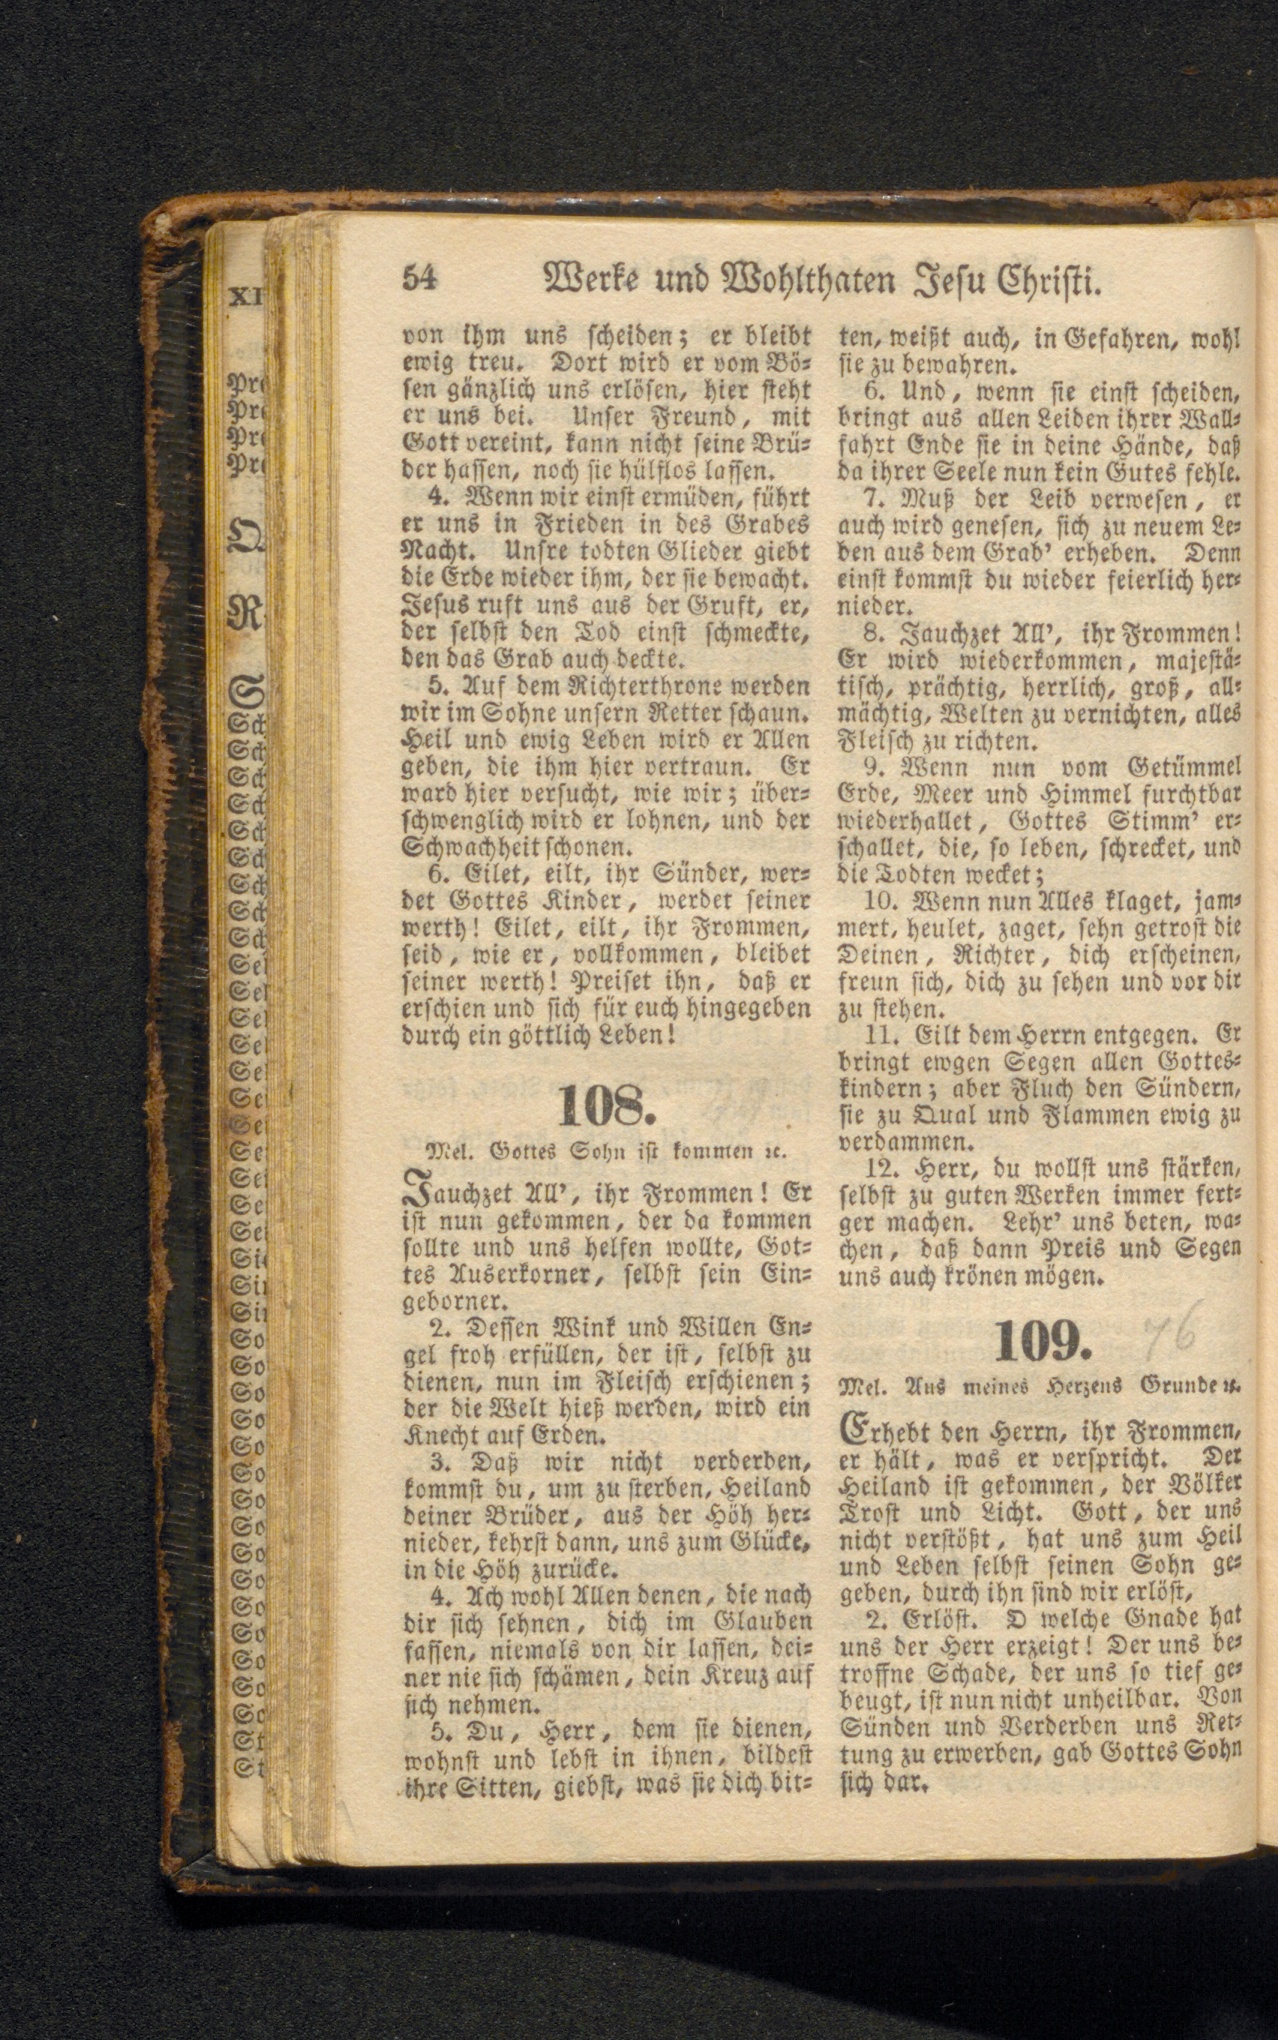 54 Werke und Wohlthaten Jesu Christi.
von ihm uns scheiden; er bleibt
ewig treu. Dort wird er vom Bö-
sen gänzlich uns erlösen, hier steht
er uns bei. Unser Freund, mit
Gott vereint, kann nicht seine Brü-
der hassen, noch sie hülflos lassen.
4. Wenn wir einst ermüden, führt
er uns in Frieden in des Grabes
Nacht. Unsre todten Glieder giebt
die Erde wieder ihm, der sie bewacht.
Jesus ruft uns aus der Gruft, er,
der selbst den Tod einst schmeckte,
den das Grab auch deckte.
5. Auf dem Richterthrone werden
wir im Sohne unsern Retter schaun.
Heil und ewig Leben wird er Allen
geben, die ihm hier vertraun. Er
ward hier versucht, wie wir; über-
schwenglich wird er lohnen, und der
Schwachheit schonen.
6. Eilet, eilt, ihr Sünder, wer-
det Gottes Kinder, werdet seiner
werth! Eilet, eilt, ihr Frommen,
seid, wie er, vollkommen, bleibet
seiner werth! Preiset ihn, daß er
erschien und sich für euch hingegeben
durch ein göttlich Leben!
108.
Mel. Gottes Sohn ist kommen ꝛc.
Jauchzet All', ihr Frommen! Er
ist nun gekommen, der da kommen
sollte und uns helfen wollte, Got-
tes Auserkorner, selbst sein Ein-
geborner.
2. Dessen Wink und Willen En-
gel froh erfüllen, der ist, selbst zu
dienen, nun im Fleisch erschienen;
der die Welt hieß werden, wird ein
Knecht auf Erden.
3. Daß wir nicht verderben,
kommst du, um zu sterben, Heiland
deiner Brüder, aus der Höh her-
nieder, kehrst dann, uns zum Glücke,
in die Höh zurücke.
4. Ach wohl Allen denen, die nach
dir sich sehnen, dich im Glauben
fassen, niemals von dir lassen, dei-
ner nie sich schämen, dein Kreuz auf
sich nehmen.
5. Du, Herr, dem sie dienen,
wohnst und lebst in ihnen, bildest
ihre Sitten, giebst, was sie dich bit-
ten, weißt auch, in Gefahren, wohl
sie zu bewahren.
6. Und, wenn sie einst scheiden,
bringt aus allen Leiden ihrer Wall-
fahrt Ende sie in deine Hände, daß
da ihrer Seele nun kein Gutes fehle.
7. Muß der Leib verwesen, er
auch wird genesen, sich zu neuem Le-
ben aus dem Grab' erheben. Denn
einst kommst du wieder feierlich her-
nieder.
8. Jauchzet All', ihr Frommen!
Er wird wiederkommen, majestä-
tisch, prächtig, herrlich, groß, all-
mächtig, Welten zu vernichten, alles
Fleisch zu richten.
9. Wenn nun vom Getümmel
Erde, Meer und Himmel furchtbar
wiederhallet, Gottes Stimm' er-
schallet, die, so leben, schrecket, und
die Todten wecket;
10. Wenn nun Alles klaget, jam-
mert, heulet, zaget, sehn getrost die
Deinen, Richter, dich erscheinen,
freun sich, dich zu sehen und vor dir
zu stehen.
11. Eilt dem Herrn entgegen. Er
bringt ewgen Segen allen Gottes-
kindern; aber Fluch den Sündern,
sie zu Qual und Flammen ewig zu
verdammen.
12. Herr, du wollst uns stärken,
selbst zu guten Werken immer fert-
ger machen. Lehr' uns beten, wa-
chen, daß dann Preis und Segen
uns auch krönen mögen.
109. 76
Mel. Aus meines Herzens Grunde ꝛc.
Erhebt den Herrn, ihr Frommen,
er hält, was er verspricht. Der
Heiland ist gekommen, der Völker
Trost und Licht. Gott, der uns
nicht verstößt, hat uns zum Heil
und Leben selbst seinen Sohn ge-
geben, durch ihn sind wir erlöst,
2. Erlöst. O welche Gnade hat
uns der Herr erzeigt! Der uns be-
troffne Schade, der uns so tief ge-
beugt, ist nun nicht unheilbar. Von
Sünden und Verderben uns Ret-
tung zu erwerben, gab Gottes Sohn
sich dar.